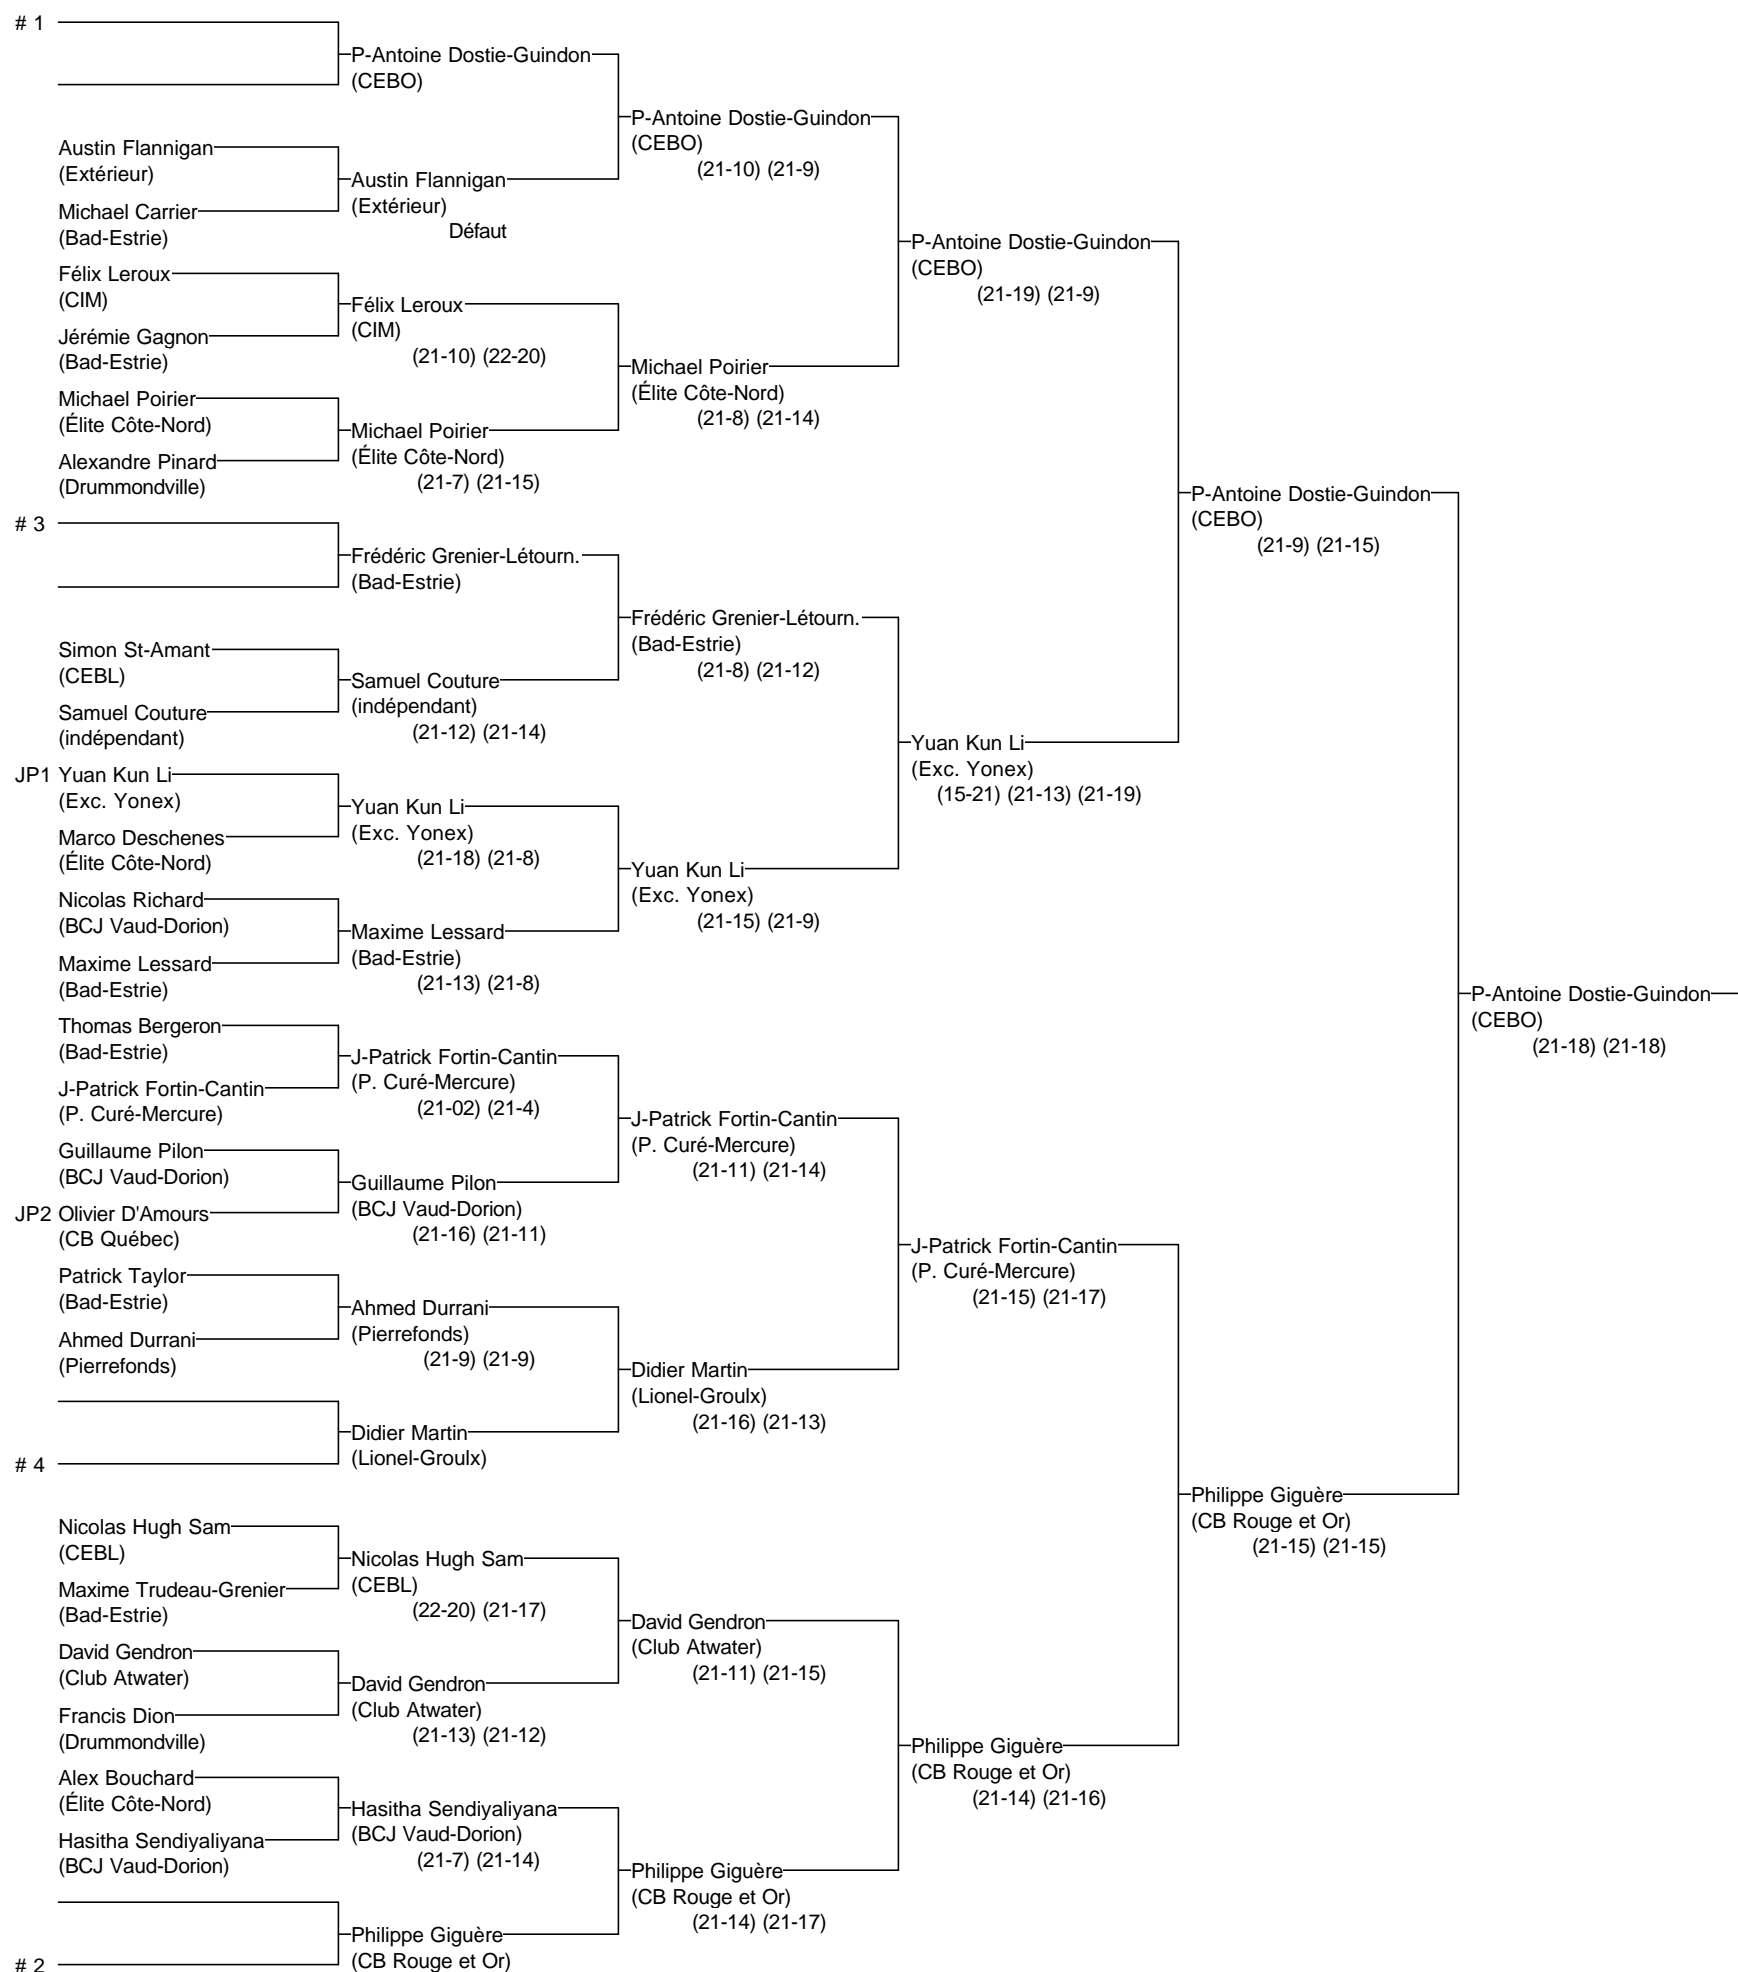 # 1
P-Antoine Dostie-Guindon
(CEBO)
P-Antoine Dostie-Guindon
(CEBO)
(21-10) (21-9)
Austin Flannigan
(Extérieur)
Austin Flannigan
(Extérieur)
Défaut
Michael Carrier
(Bad-Estrie)
P-Antoine Dostie-Guindon
(CEBO)
(21-19) (21-9)
Félix Leroux
(CIM)
Félix Leroux
(CIM)
(21-10) (22-20)
Jérémie Gagnon
(Bad-Estrie)
Michael Poirier
(Élite Côte-Nord)
(21-8) (21-14)
Michael Poirier
(Élite Côte-Nord)
Michael Poirier
(Élite Côte-Nord)
(21-7) (21-15)
Alexandre Pinard
(Drummondville)
P-Antoine Dostie-Guindon
(CEBO)
(21-9) (21-15)
# 3
Frédéric Grenier-Létourn.
(Bad-Estrie)
Frédéric Grenier-Létourn.
(Bad-Estrie)
(21-8) (21-12)
Simon St-Amant
(CEBL)
Samuel Couture
(indépendant)
(21-12) (21-14)
Samuel Couture
(indépendant)
Yuan Kun Li
(Exc. Yonex)
(15-21) (21-13) (21-19)
JP1 Yuan Kun Li
(Exc. Yonex)
Yuan Kun Li
(Exc. Yonex)
(21-18) (21-8)
Marco Deschenes
(Élite Côte-Nord)
Yuan Kun Li
(Exc. Yonex)
(21-15) (21-9)
Nicolas Richard
(BCJ Vaud-Dorion)
Maxime Lessard
(Bad-Estrie)
(21-13) (21-8)
Maxime Lessard
(Bad-Estrie)
P-Antoine Dostie-Guindon
(CEBO)
(21-18) (21-18)
Thomas Bergeron
(Bad-Estrie)
J-Patrick Fortin-Cantin
(P. Curé-Mercure)
(21-02) (21-4)
J-Patrick Fortin-Cantin
(P. Curé-Mercure)
J-Patrick Fortin-Cantin
(P. Curé-Mercure)
(21-11) (21-14)
Guillaume Pilon
(BCJ Vaud-Dorion)
Guillaume Pilon
(BCJ Vaud-Dorion)
(21-16) (21-11)
JP2 Olivier D'Amours
(CB Québec)
J-Patrick Fortin-Cantin
(P. Curé-Mercure)
(21-15) (21-17)
Patrick Taylor
(Bad-Estrie)
Ahmed Durrani
(Pierrefonds)
(21-9) (21-9)
Ahmed Durrani
(Pierrefonds)
Didier Martin
(Lionel-Groulx)
(21-16) (21-13)
Didier Martin
(Lionel-Groulx)
# 4
Philippe Giguère
(CB Rouge et Or)
(21-15) (21-15)
Nicolas Hugh Sam
(CEBL)
Nicolas Hugh Sam
(CEBL)
(22-20) (21-17)
Maxime Trudeau-Grenier
(Bad-Estrie)
David Gendron
(Club Atwater)
(21-11) (21-15)
David Gendron
(Club Atwater)
David Gendron
(Club Atwater)
(21-13) (21-12)
Francis Dion
(Drummondville)
Philippe Giguère
(CB Rouge et Or)
(21-14) (21-16)
Alex Bouchard
(Élite Côte-Nord)
Hasitha Sendiyaliyana
(BCJ Vaud-Dorion)
(21-7) (21-14)
Hasitha Sendiyaliyana
(BCJ Vaud-Dorion)
Philippe Giguère
(CB Rouge et Or)
(21-14) (21-17)
Philippe Giguère
(CB Rouge et Or)
# 2